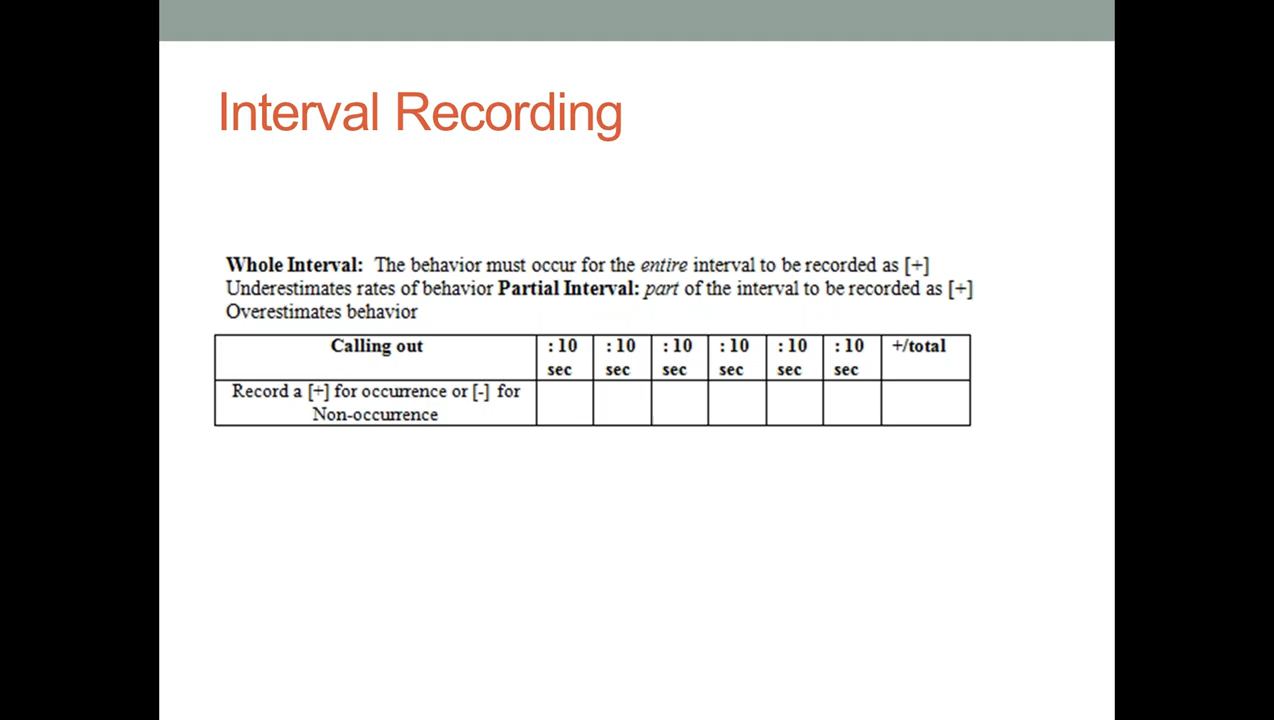 Interval Recording
Whole Interval: The behavior must occur for the entire interval to be recorded as [+]
Underestimates rates of behavior Partial Interval: part of the interval to be recorded as [+]
Overestimates behavior
Calling out : 10 : 10 : 10 : 10 : 10 : 10 +/total
sec sec sec sec sec sec
Record a [+] for occurrence or [-] for
Non-occurrence